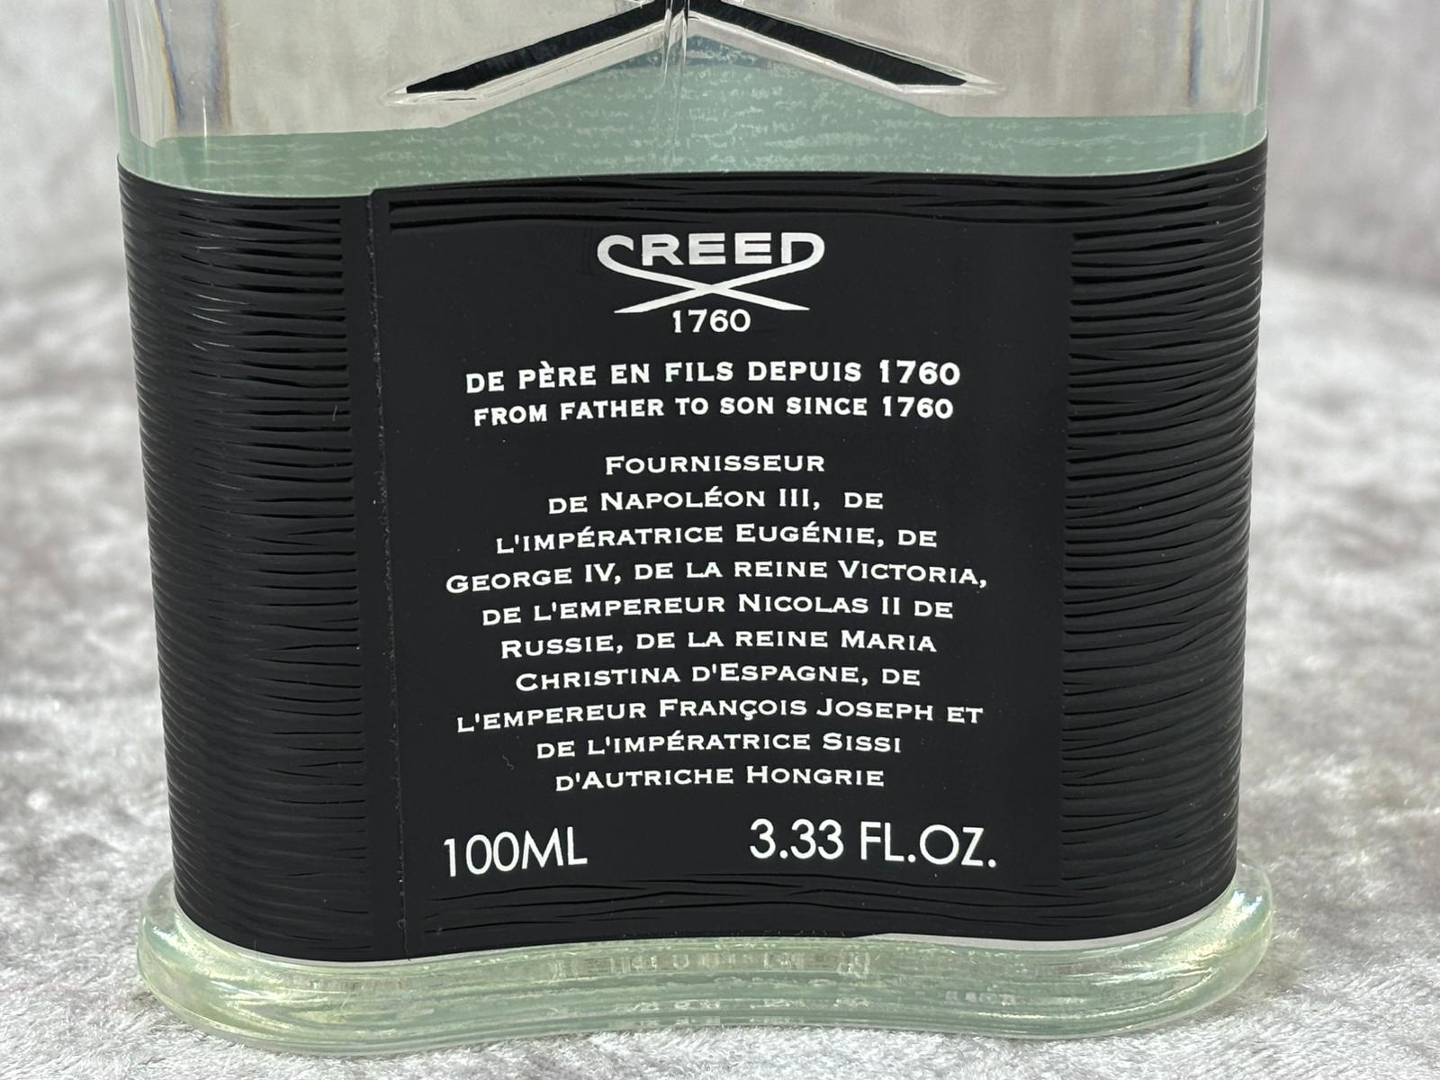 CREED
1760
DE PÈRE EN FILS DEPUIS 1760
FROM FATHER TO SON SINCE 1760
FOURNISSEUR
DE NAPOLÉON III, DE
L'IMPÉRATRICE EUGÉNIE, DE
GEORGE IV, DE LA REINE VICTORIA,
DE L'EMPEREUR NICOLAS II DE
RUSSIE, DE LA REINE MARIA
CHRISTINA D'ESPAGNE, DE
L'EMPEREUR FRANÇOIS JOSEPH ET
DE L'IMPÉRATRICE SISSI
D'AUTRICHE HONGRIE
100ML 3.33 FL.OZ.